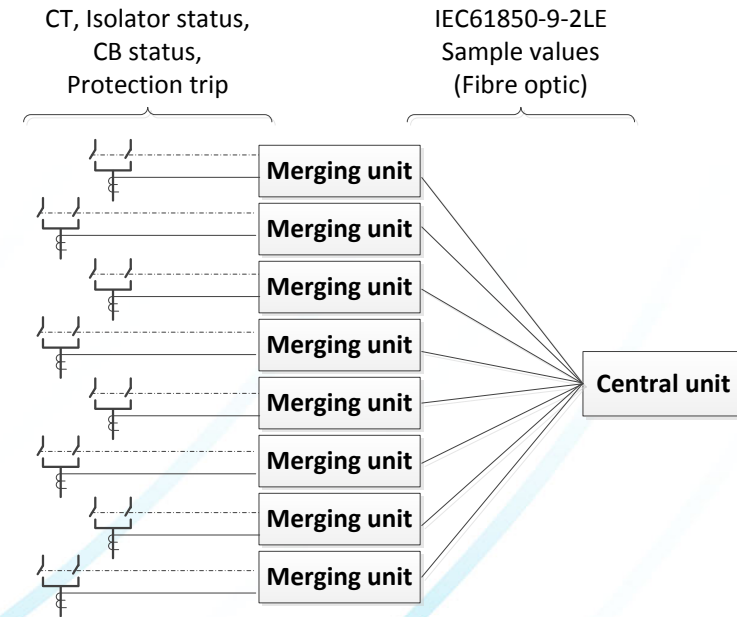 CT, Isolator status,
CB status,
Protection trip
IEC61850-9-2LE
Sample values
(Fibre optic)
Merging unit
Merging unit
Merging unit
Merging unit
Merging unit
Merging unit
Merging unit
Merging unit
Central unit